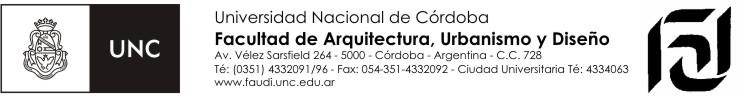 UNC
Universidad Nacional de Córdoba
Facultad de Arquitectura, Urbanismo y Diseño
Av. Vélez Sarsfield 264 - 5000 - Córdoba - Argentina - C.C. 728
Té: (0351) 4332091/96 - Fax: 054-351-4332092 - Ciudad Universitaria Té: 4334063
www.faudi.unc.edu.ar